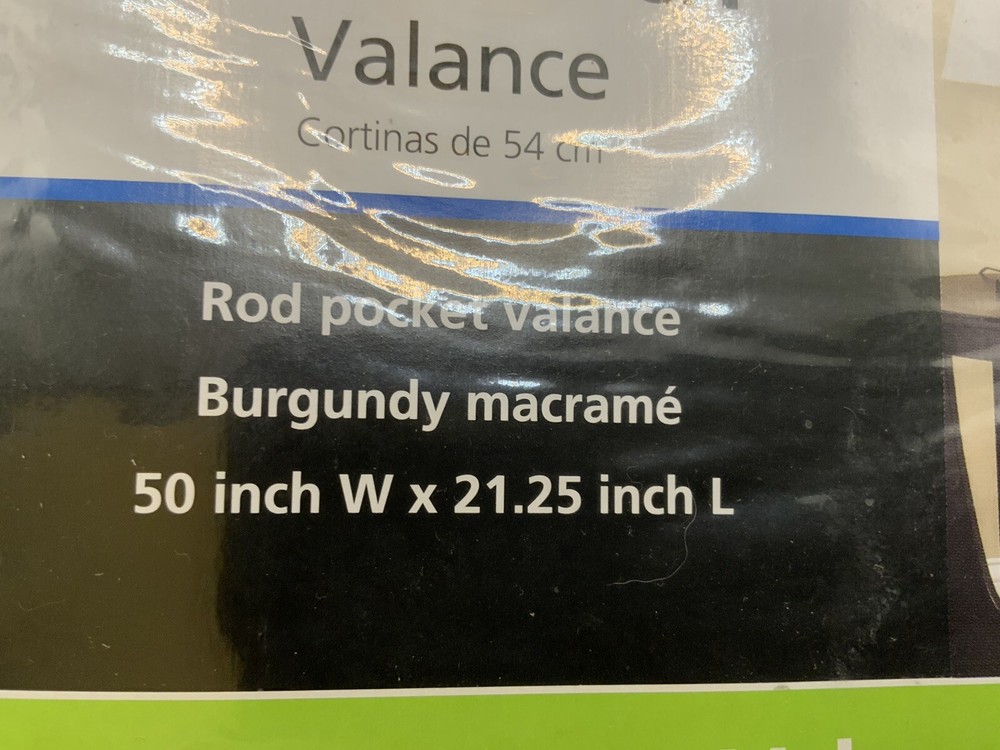 Valance
Cortinas de 54 cm
Rod pocket valance
Burgundy macramé
50 inch W x 21.25 inch L